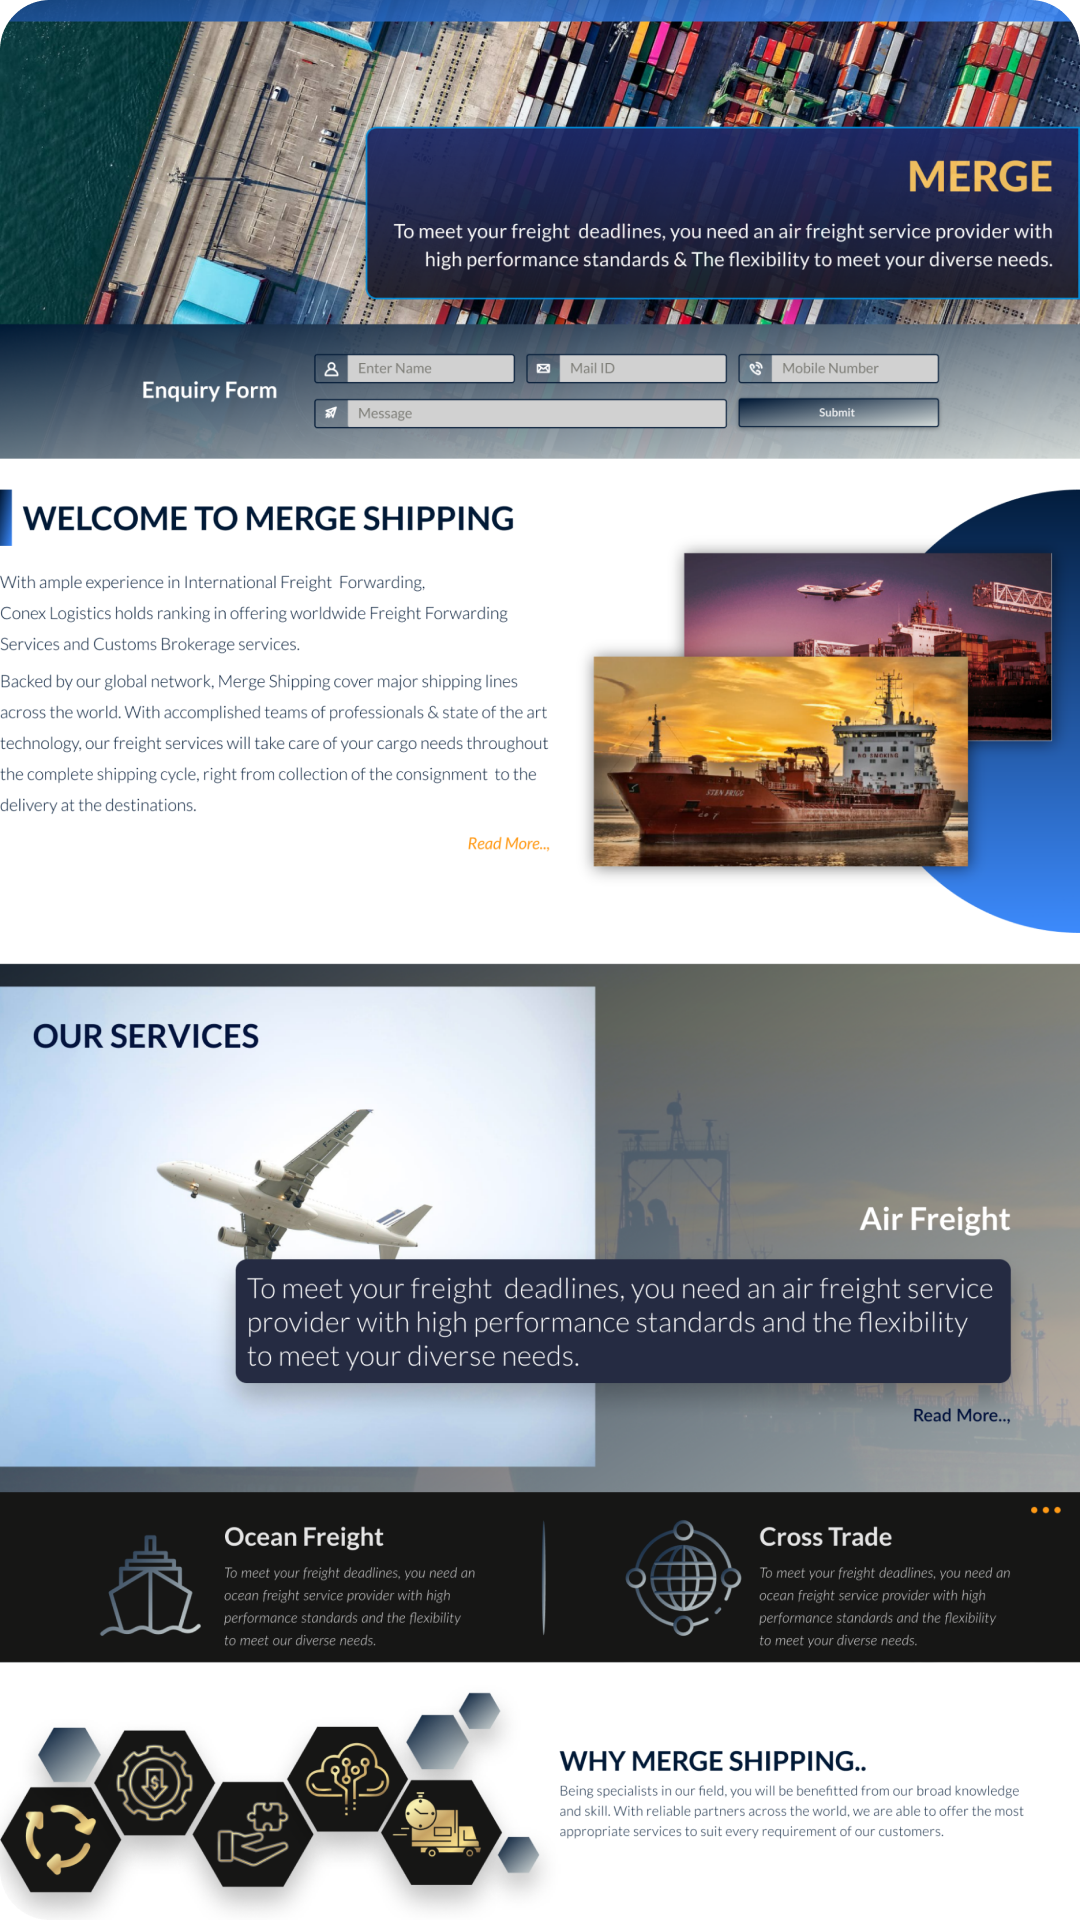 MERGE
To meet your freight deadlines, you need an air freight service provider with
high performance standards & The flexibility to meet your diverse needs.
Enquiry Form
Enter Name
Mail ID
Mobile Number
Message
Submit
WELCOME TO MERGE SHIPPING
With ample experience in International Freight Forwarding,
Conex Logistics holds ranking in offering worldwide Freight Forwarding
Services and Customs Brokerage services.
Backed by our global network, Merge Shipping cover major shipping lines
across the world. With accomplished teams of professionals & state of the art
technology, our freight services will take care of your cargo needs throughout
the complete shipping cycle, right from collection of the consignment to the
delivery at the destinations.
Read More..,
NO SMOKING
STEN FRIGG
OUR SERVICES
Air Freight
To meet your freight deadlines, you need an air freight service
provider with high performance standards and the flexibility
to meet your diverse needs.
Read More..,
Ocean Freight
To meet your freight deadlines, you need an
ocean freight service provider with high
performance standards and the flexibility
to meet our diverse needs.
Cross Trade
To meet your freight deadlines, you need an
ocean freight service provider with high
performance standards and the flexibility
to meet your diverse needs.
WHY MERGE SHIPPING..
Being specialists in our field, you will be benefitted from our broad knowledge
and skill. With reliable partners across the world, we are able to offer the most
appropriate services to suit every requirement of our customers.